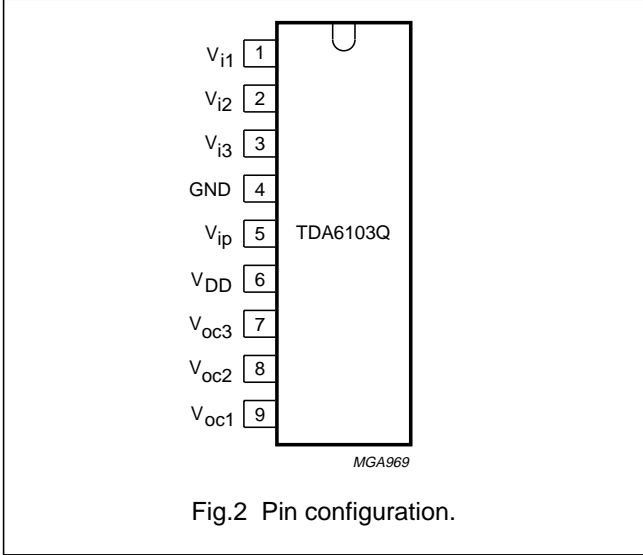 Vi1 1
Vi2 2
Vi3 3
GND 4
Vip 5
TDA6103Q
VDD 6
Voc3 7
Voc2 8
Voc1 9
MGA969
Fig.2 Pin configuration.